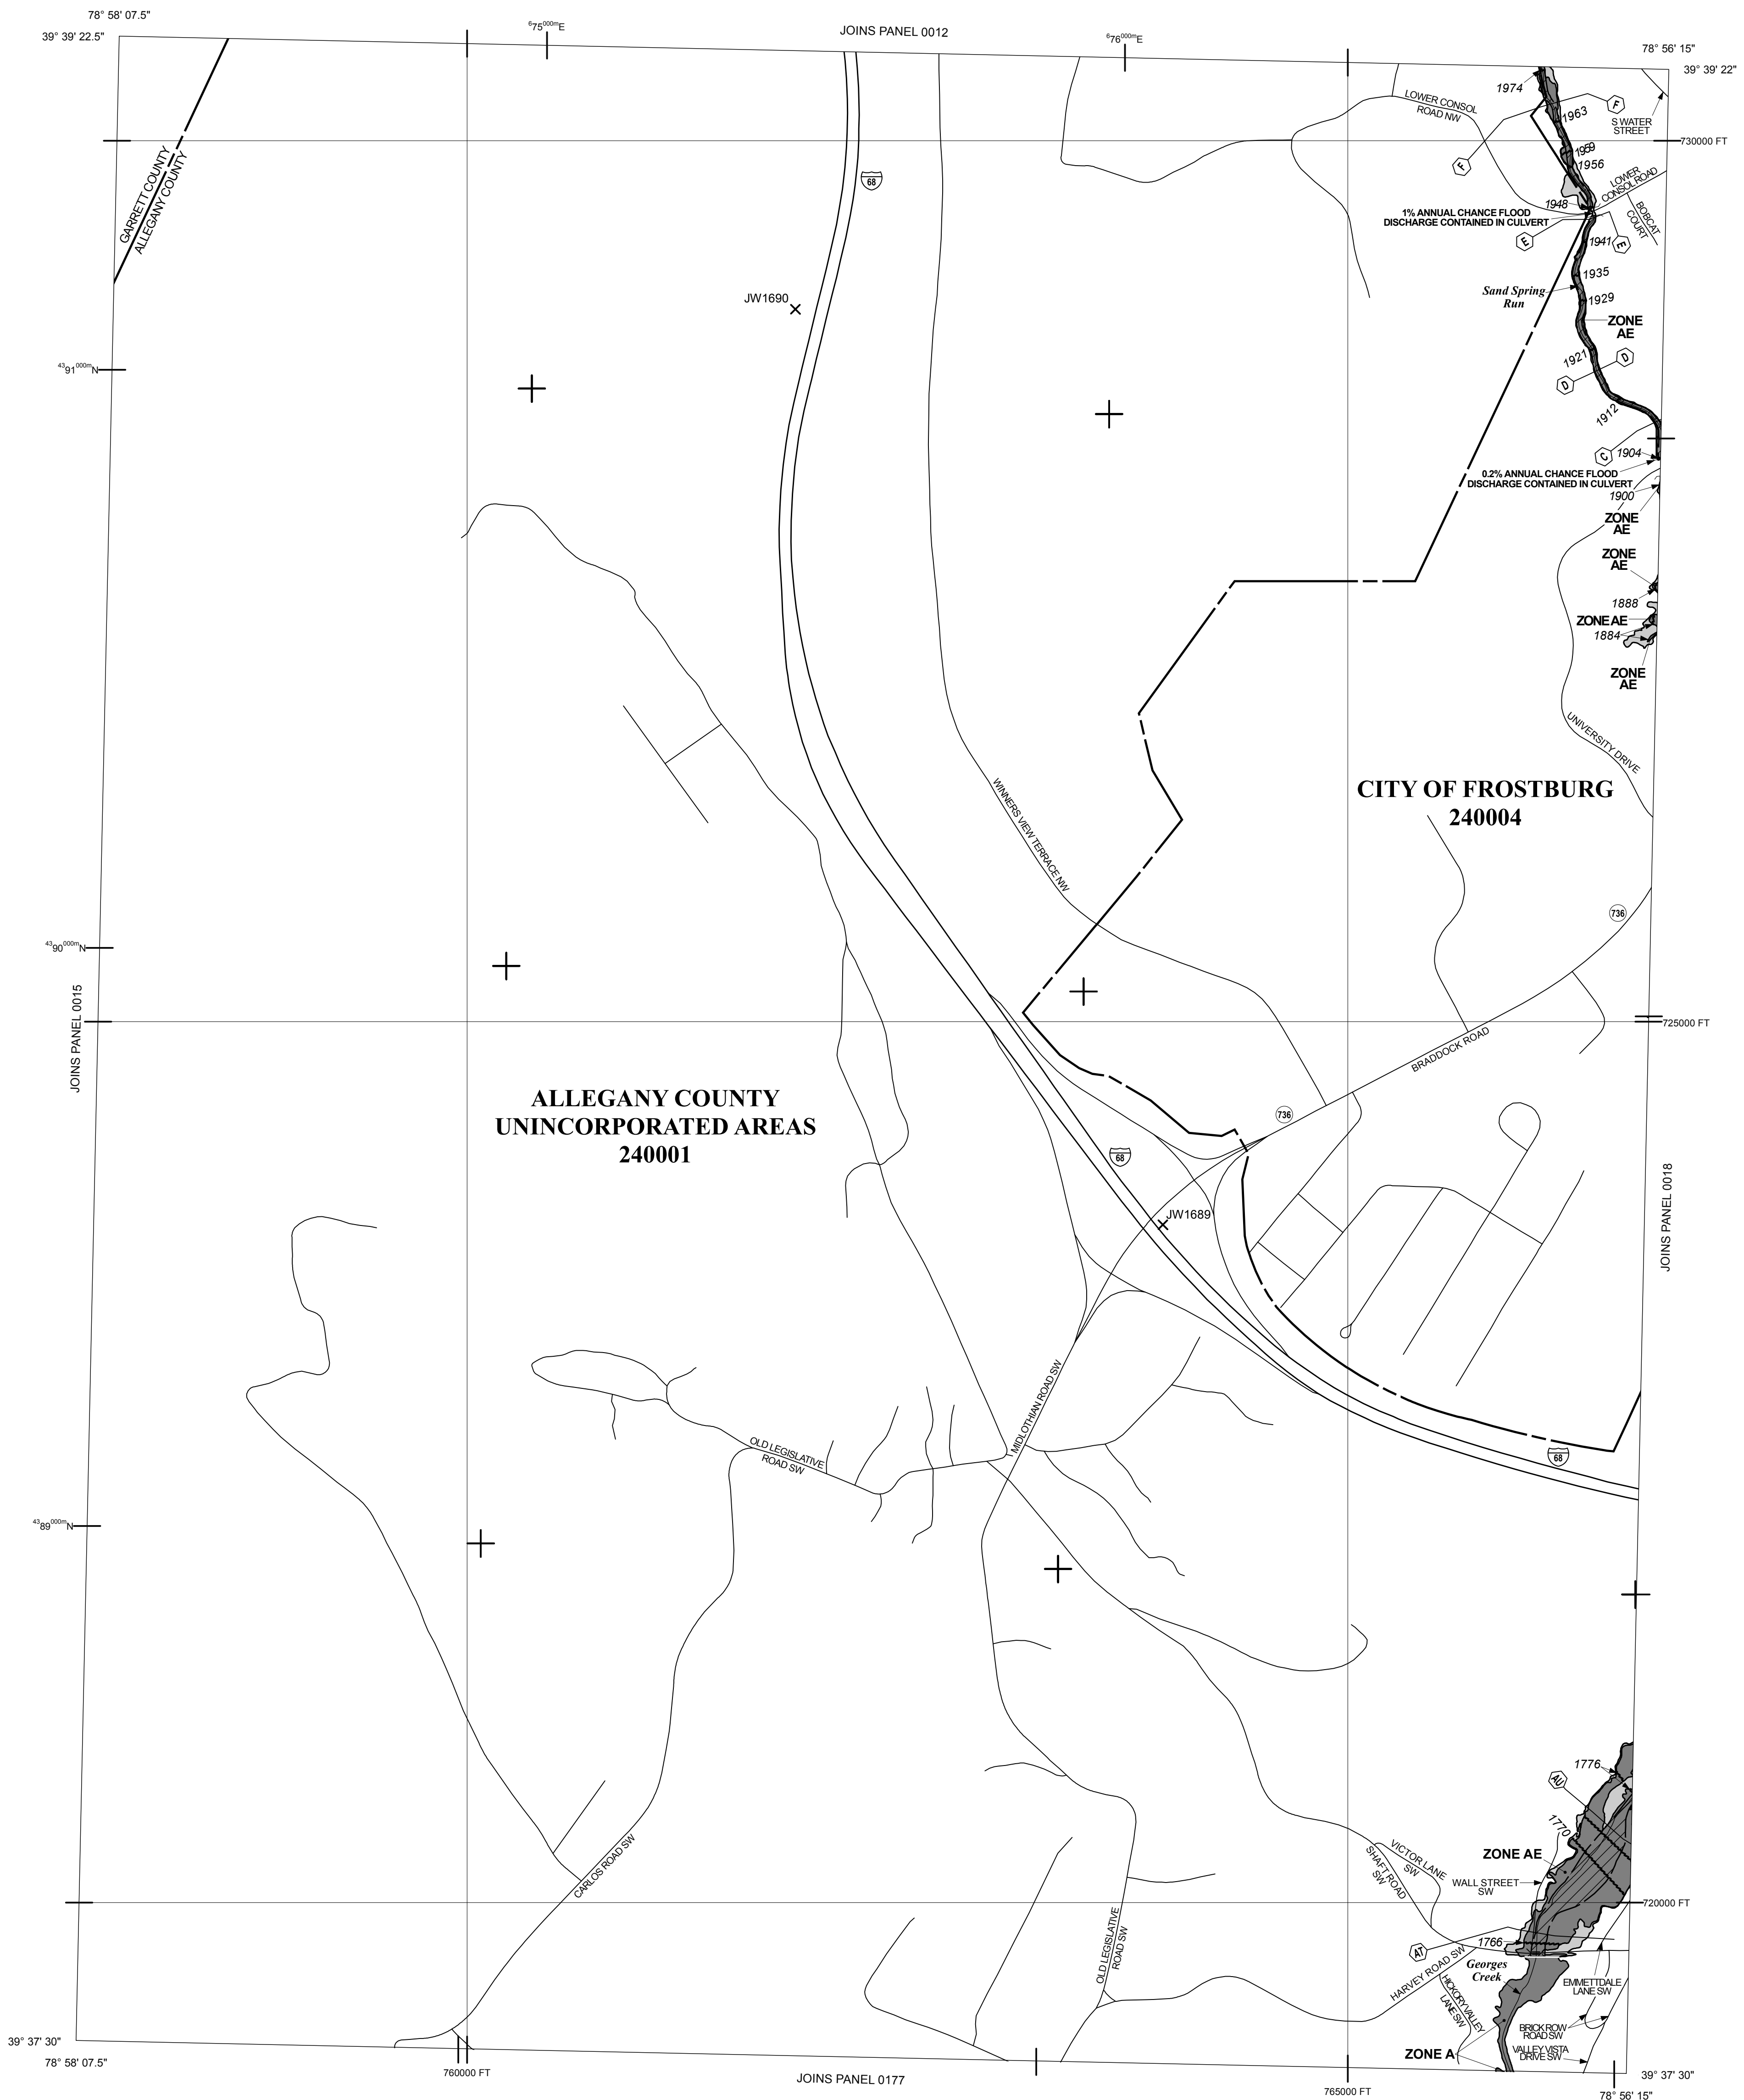 78° 58' 07.5"
39° 39' 22.5"
675000mE
JOINS PANEL 0012
676000mE
78° 56' 15"
39° 39' 22"
1974
F
LOWER CONSOL
ROAD NW
1963
S WATER
STREET
730000 FT
GARRETT COUNTY
ALLEGANY COUNTY
68
F
1959
1956
LOWER
CONSOL ROAD
1948
BOBCAT
COURT
1% ANNUAL CHANCE FLOOD
DISCHARGE CONTAINED IN CULVERT
E
1941
E
1935
Sand Spring
Run
1929
JW1690
ZONE
AE
1921
D
D
4391000mN
1912
C
1904
0.2% ANNUAL CHANCE FLOOD
DISCHARGE CONTAINED IN CULVERT
1900
ZONE
AE
ZONE
AE
1888
ZONE AE
1884
ZONE
AE
UNIVERSITY DRIVE
WINNERS VIEW TERRACE NW
CITY OF FROSTBURG
240004
736
4390000mN
JOINS PANEL 0015
725000 FT
BRADDOCK ROAD
ALLEGANY COUNTY
UNINCORPORATED AREAS
240001
736
68
JW1689
JOINS PANEL 0018
MIDLOTHIAN ROAD SW
OLD LEGISLATIVE
ROAD SW
68
4389000mN
1776
AU
1770
CARLOS ROAD SW
VICTOR LANE
SW
SHAFT ROAD
SW
ZONE AE
WALL STREET
SW
720000 FT
OLD LEGISLATIVE
ROAD SW
1766
AT
HARVEY ROAD SW
Georges
Creek
EMMETTDALE
LANE SW
HICKORY VALLEY
LANE SW
BRICK ROW
ROAD SW
VALLEY VISTA
DRIVE SW
ZONE A
39° 37' 30"
78° 58' 07.5"
760000 FT
JOINS PANEL 0177
765000 FT
39° 37' 30"
78° 56' 15"